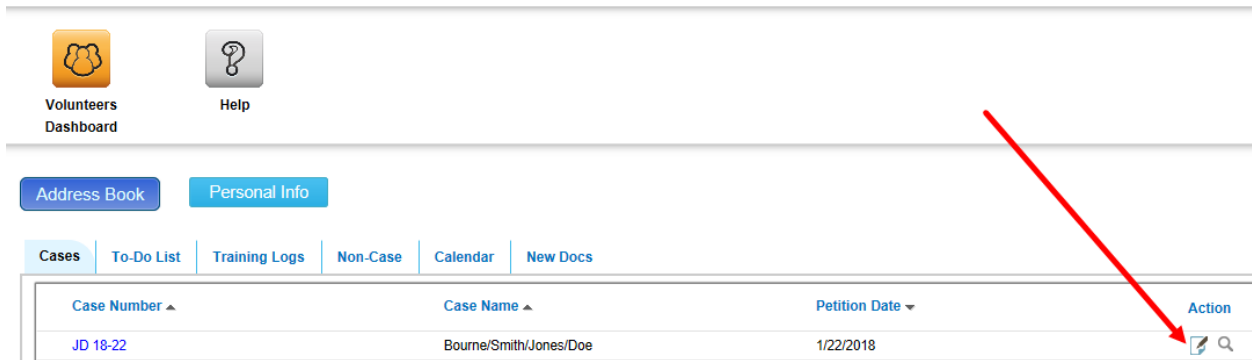 Volunteers Dashboard
Help
Address Book
Personal Info
Cases
To-Do List
Training Logs
Non-Case
Calendar
New Docs
Case Number
Case Name
Petition Date
Action
JD 18-22
Bourne/Smith/Jones/Doe
1/22/2018